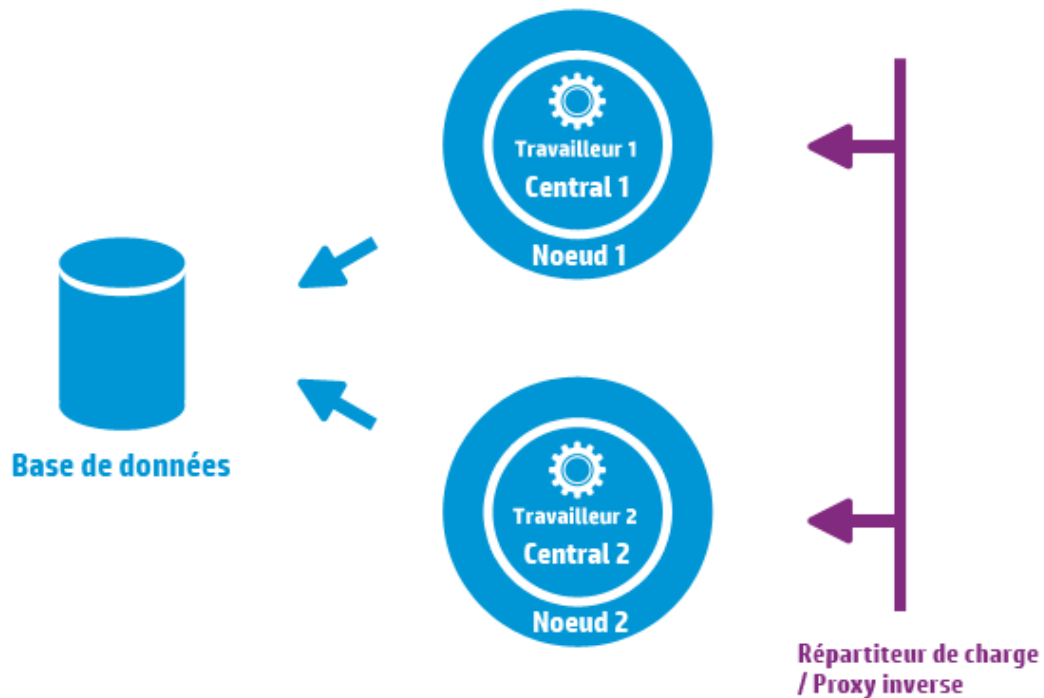 Travailleur 1
Central 1
Noeud 1
Base de données
Travailleur 2
Central 2
Noeud 2
Répartiteur de charge
/ Proxy inverse